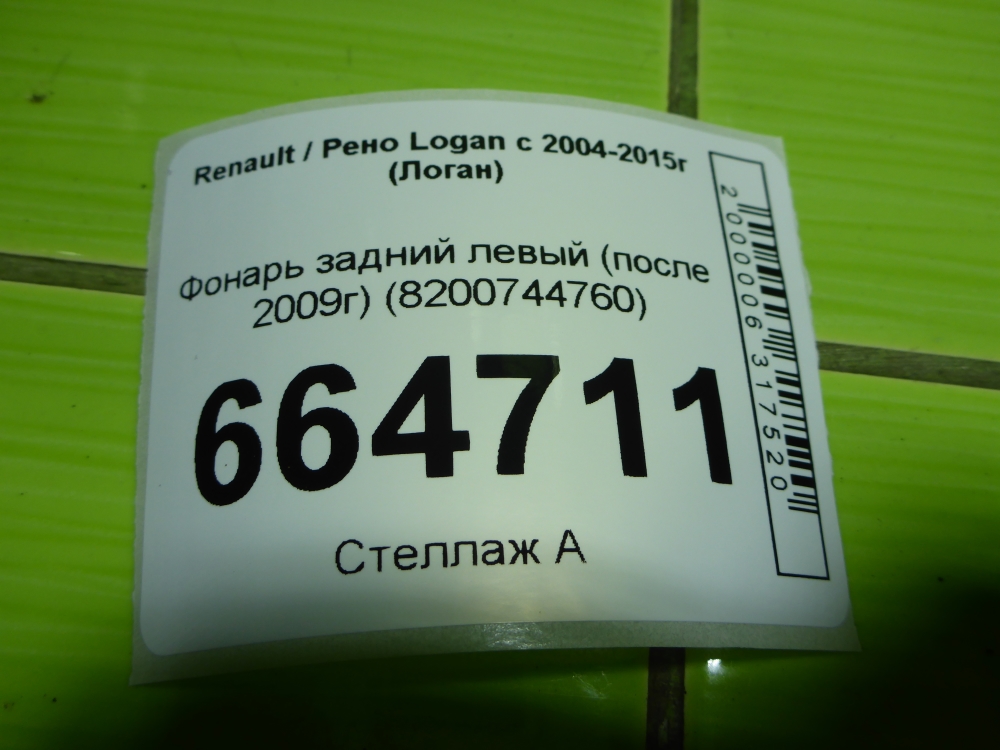 Renault / Рено Logan с 2004-2015г
(Логан)
Фонарь задний левый (после
2009г) (8200744760)
664711
Стеллаж А
2000006317520